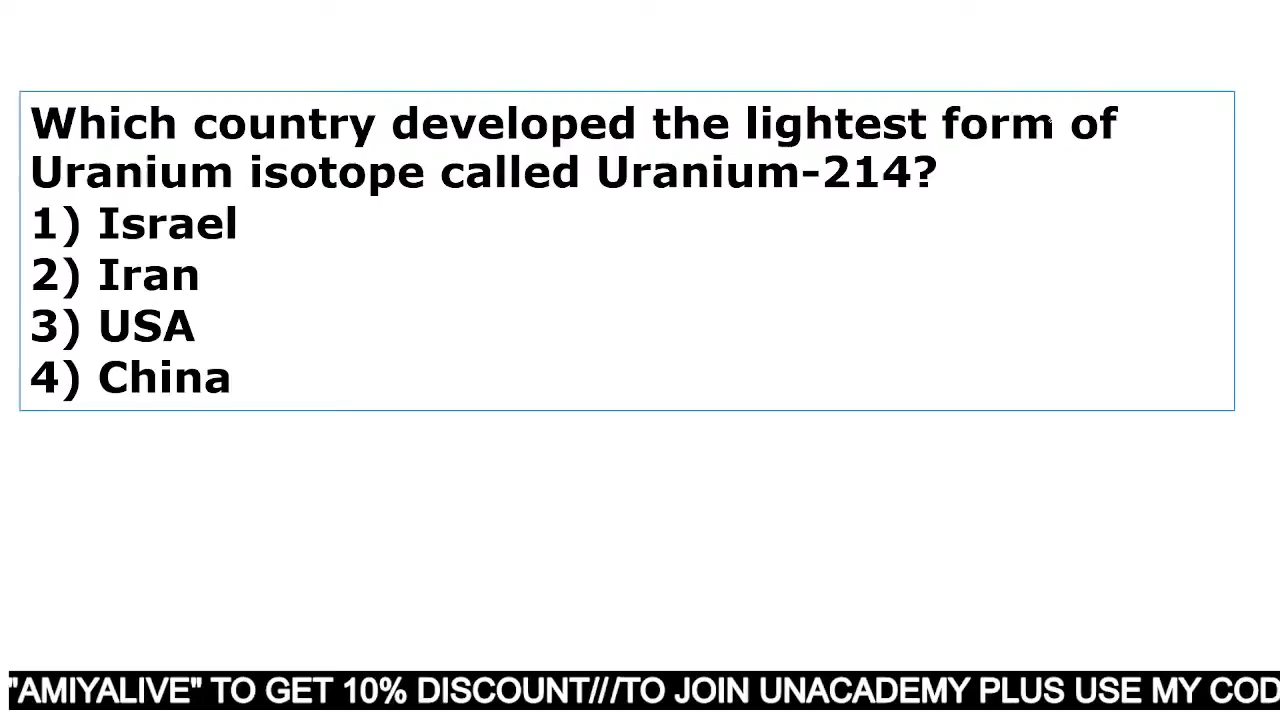 Which country developed the lightest form of
Uranium isotope called Uranium-214?
1) Israel
2) Iran
3) USA
4) China
"AMIYALIVE" TO GET 10% DISCOUNT///TO JOIN UNACADEMY PLUS USE MY COD